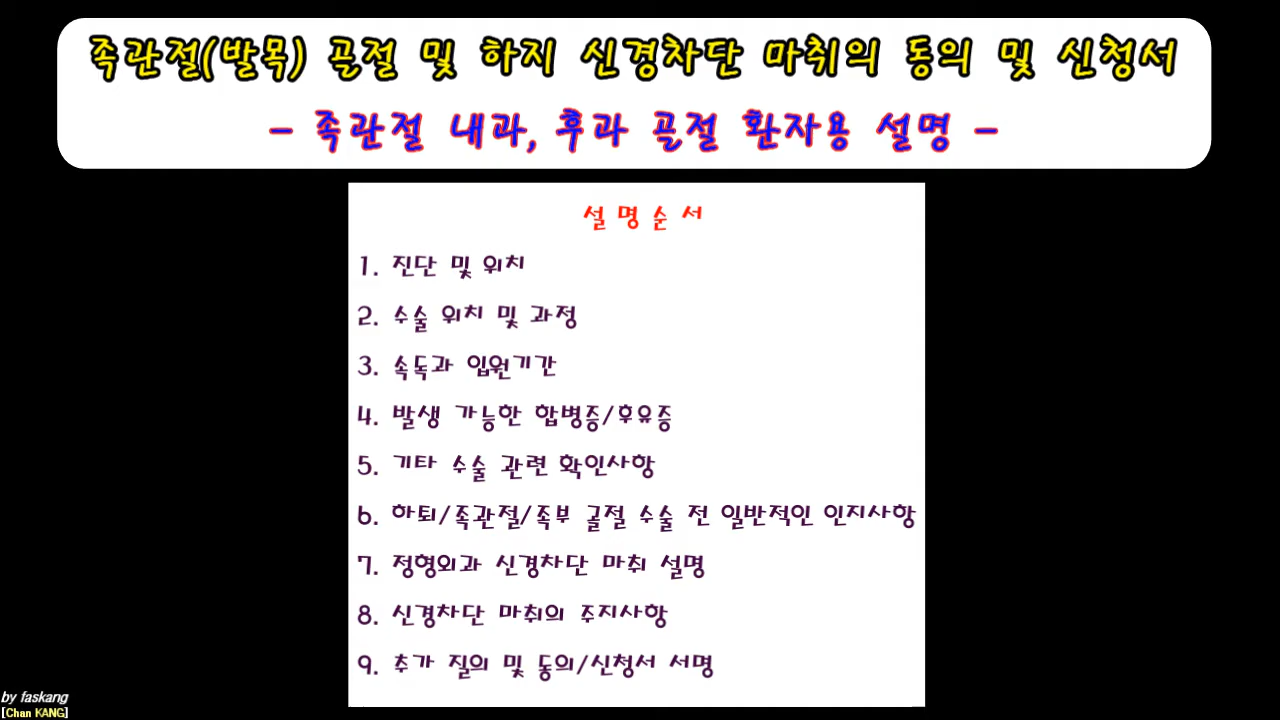 족관절(발목) 골절 및 하지 신경차단 마취의 동의 및 신청서
- 족관절 내과, 후과 골절 환자용 설명 -
설 명 순 서
1. 진단 및 위치
2. 수술 위치 및 과정
3. 속독과 입원기간
4. 발생 가능한 합병증/후유증
5. 기타 수술 관련 확인사항
6. 하퇴/족관절/족부 골절 수술 전 일반적인 인지사항
7. 정형외과 신경차단 마취 설명
8. 신경차단 마취의 주지사항
9. 추가 질의 및 동의/신청서 서명
by faskang
[Chan KANG]